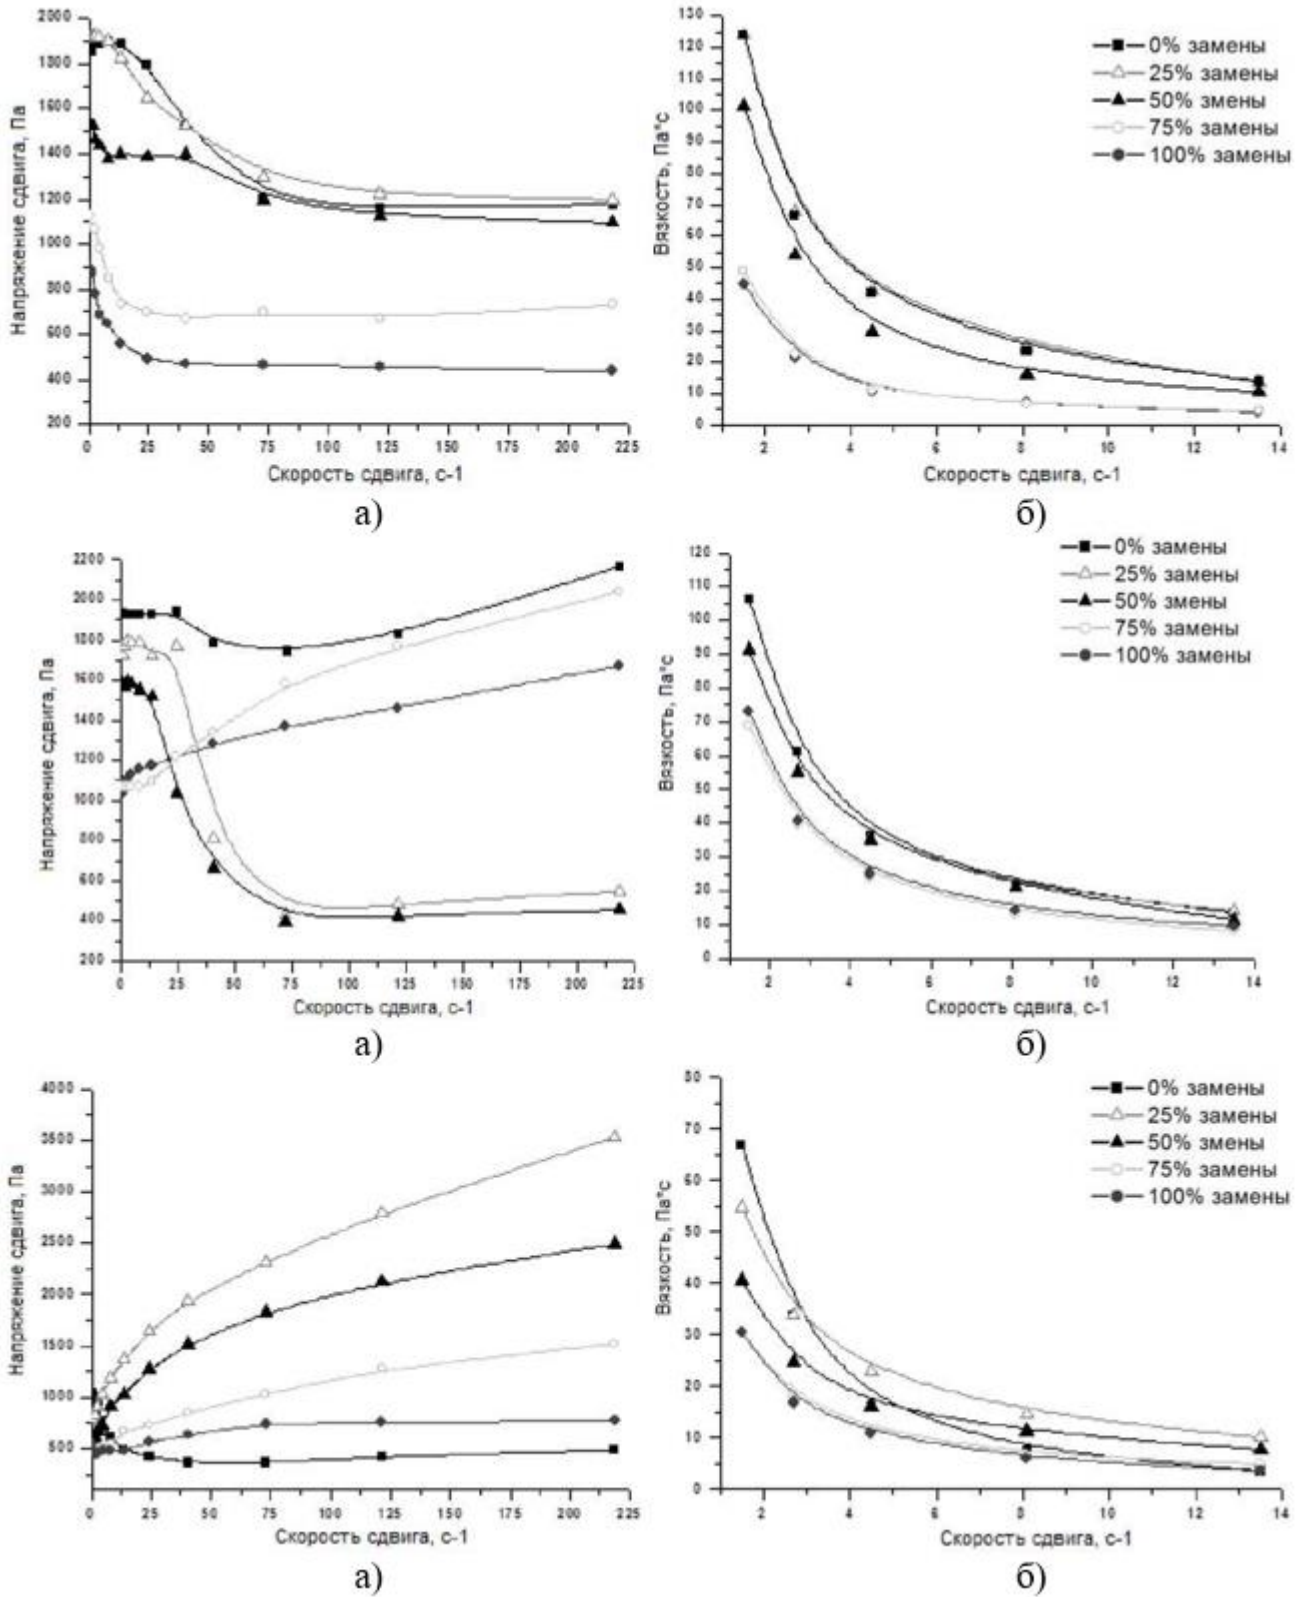 2000
1800
1600
1400
1200
1000
800
600
400
200
Напряжение сдвига, Па
0 25 50 75 100 125 150 175 200 225
Скорость сдвига, с-1
а)
130
120
110
100
90
80
70
60
50
40
30
20
10
0
Вязкость, Па*с
0% замены
25% замены
50% змены
75% замены
100% замены
2 4 6 8 10 12 14
Скорость сдвига, с-1
б)
2200
2000
1800
1600
1400
1200
1000
800
600
400
200
Напряжение сдвига, Па
0 25 50 75 100 125 150 175 200 225
Скорость сдвига, с-1
а)
120
110
100
90
80
70
60
50
40
30
20
10
0
Вязкость, Па*с
0% замены
25% замены
50% змены
75% замены
100% замены
2 4 6 8 10 12 14
Скорость сдвига, с-1
б)
4000
3500
3000
2500
2000
1500
1000
500
Напряжение сдвига, Па
0 25 50 75 100 125 150 175 200 225
Скорость сдвига, с-1
а)
80
70
60
50
40
30
20
10
0
Вязкость, Па*с
0% замены
25% замены
50% змены
75% замены
100% замены
2 4 6 8 10 12 14
Скорость сдвига, с-1
б)